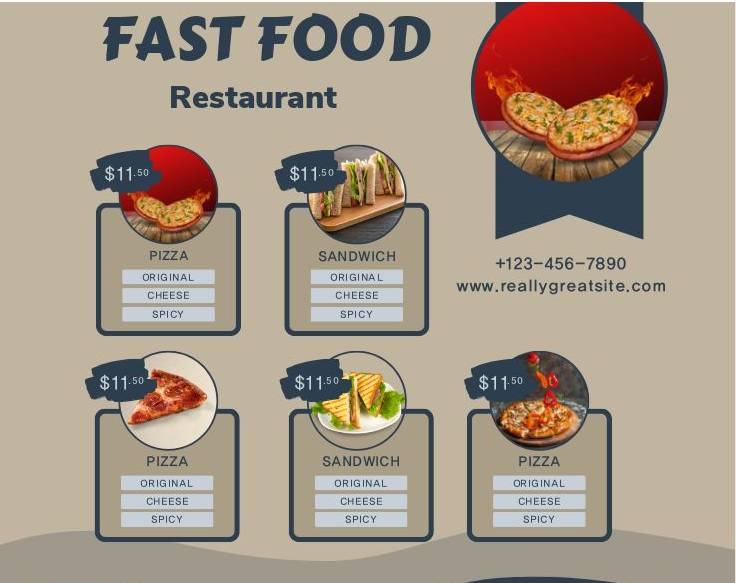 FAST FOOD
Restaurant
$11.50
PIZZA
ORIGINAL
CHEESE
SPICY
$11.50
SANDWICH
ORIGINAL
CHEESE
SPICY
+123-456-7890
www.reallygreatsite.com
$11.50
PIZZA
ORIGINAL
CHEESE
SPICY
$11.50
SANDWICH
ORIGINAL
CHEESE
SPICY
$11.50
PIZZA
ORIGINAL
CHEESE
SPICY